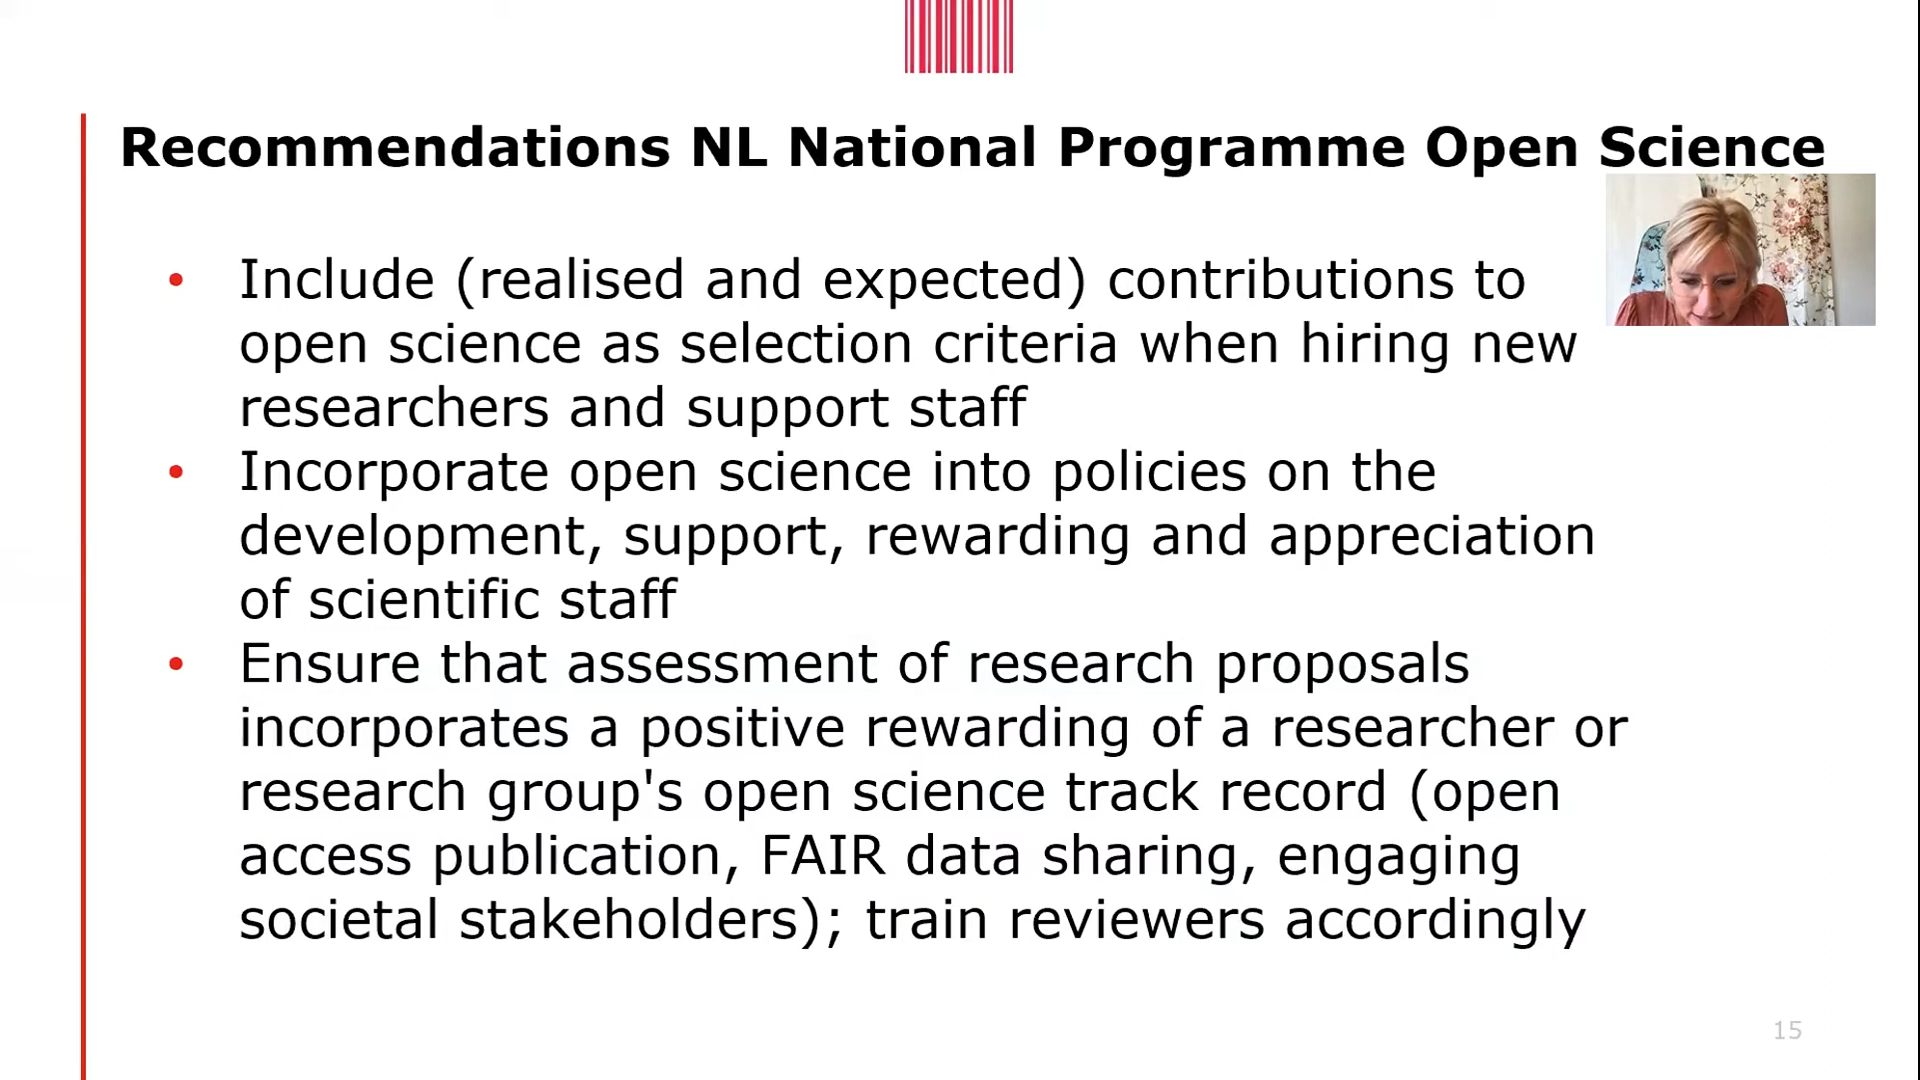 Recommendations NL National Programme Open Science
• Include (realised and expected) contributions to
open science as selection criteria when hiring new
researchers and support staff
• Incorporate open science into policies on the
development, support, rewarding and appreciation
of scientific staff
• Ensure that assessment of research proposals
incorporates a positive rewarding of a researcher or
research group's open science track record (open
access publication, FAIR data sharing, engaging
societal stakeholders); train reviewers accordingly
15